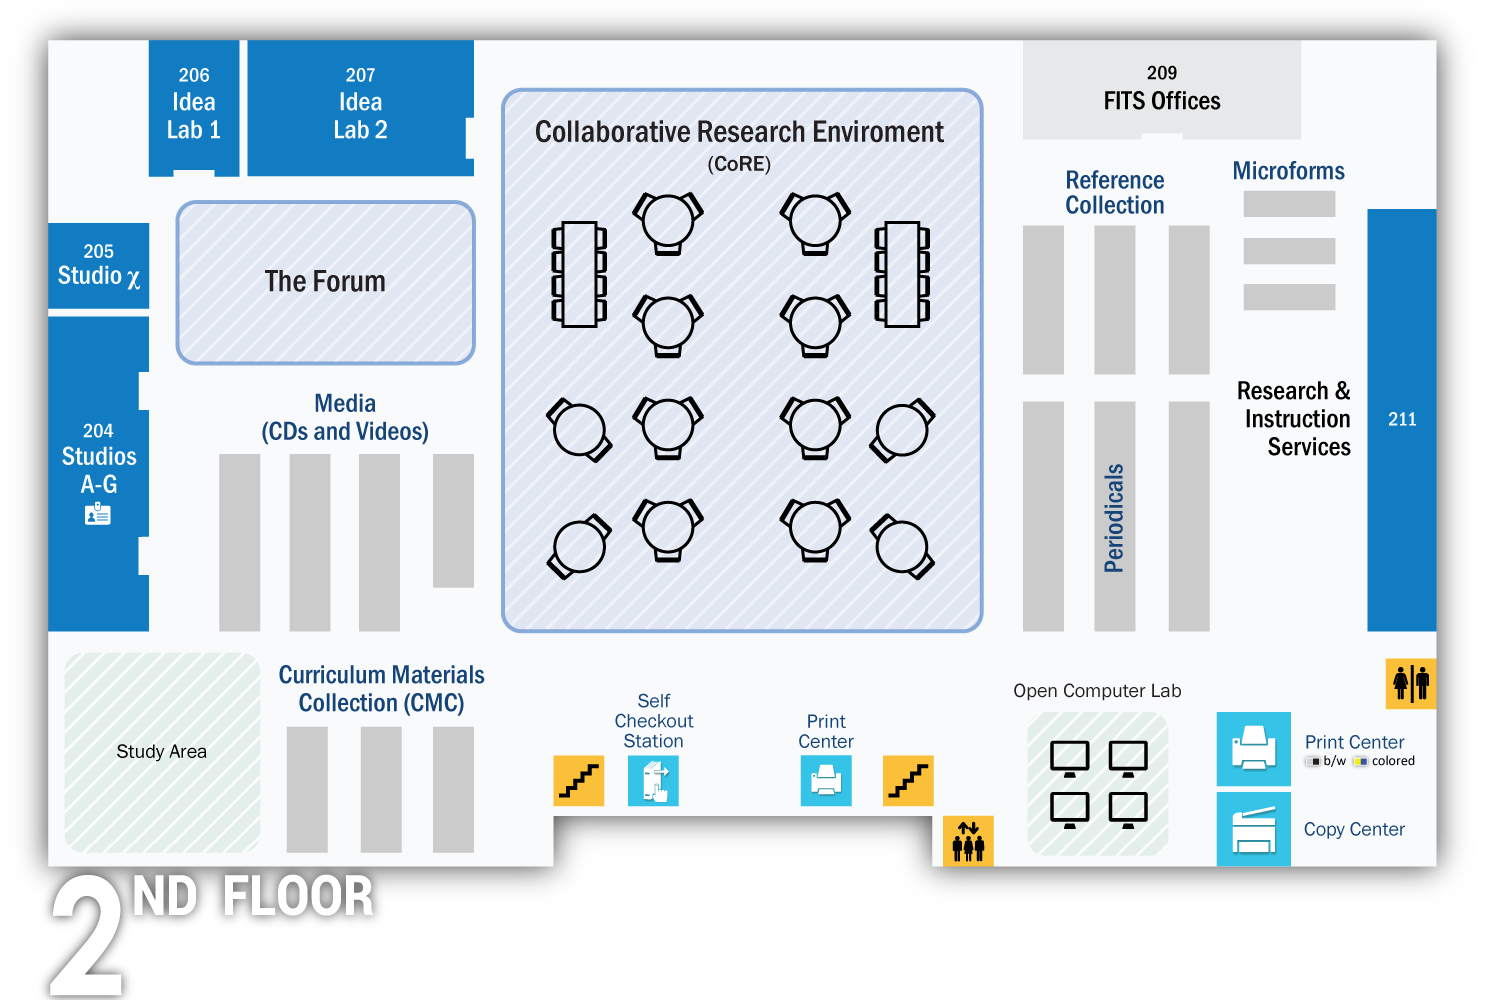 206
Idea
Lab 1
207
Idea
Lab 2
209
FITS Offices
Collaborative Research Enviroment
(CoRE)
Reference
Collection
Microforms
205
Studio χ
The Forum
204
Studios
A-G
Media
(CDs and Videos)
Research &
Instruction
Services
211
Periodicals
Study Area
Curriculum Materials
Collection (CMC)
Self
Checkout
Station
Print
Center
Open Computer Lab
Print Center
b/w colored
Copy Center
2ND FLOOR